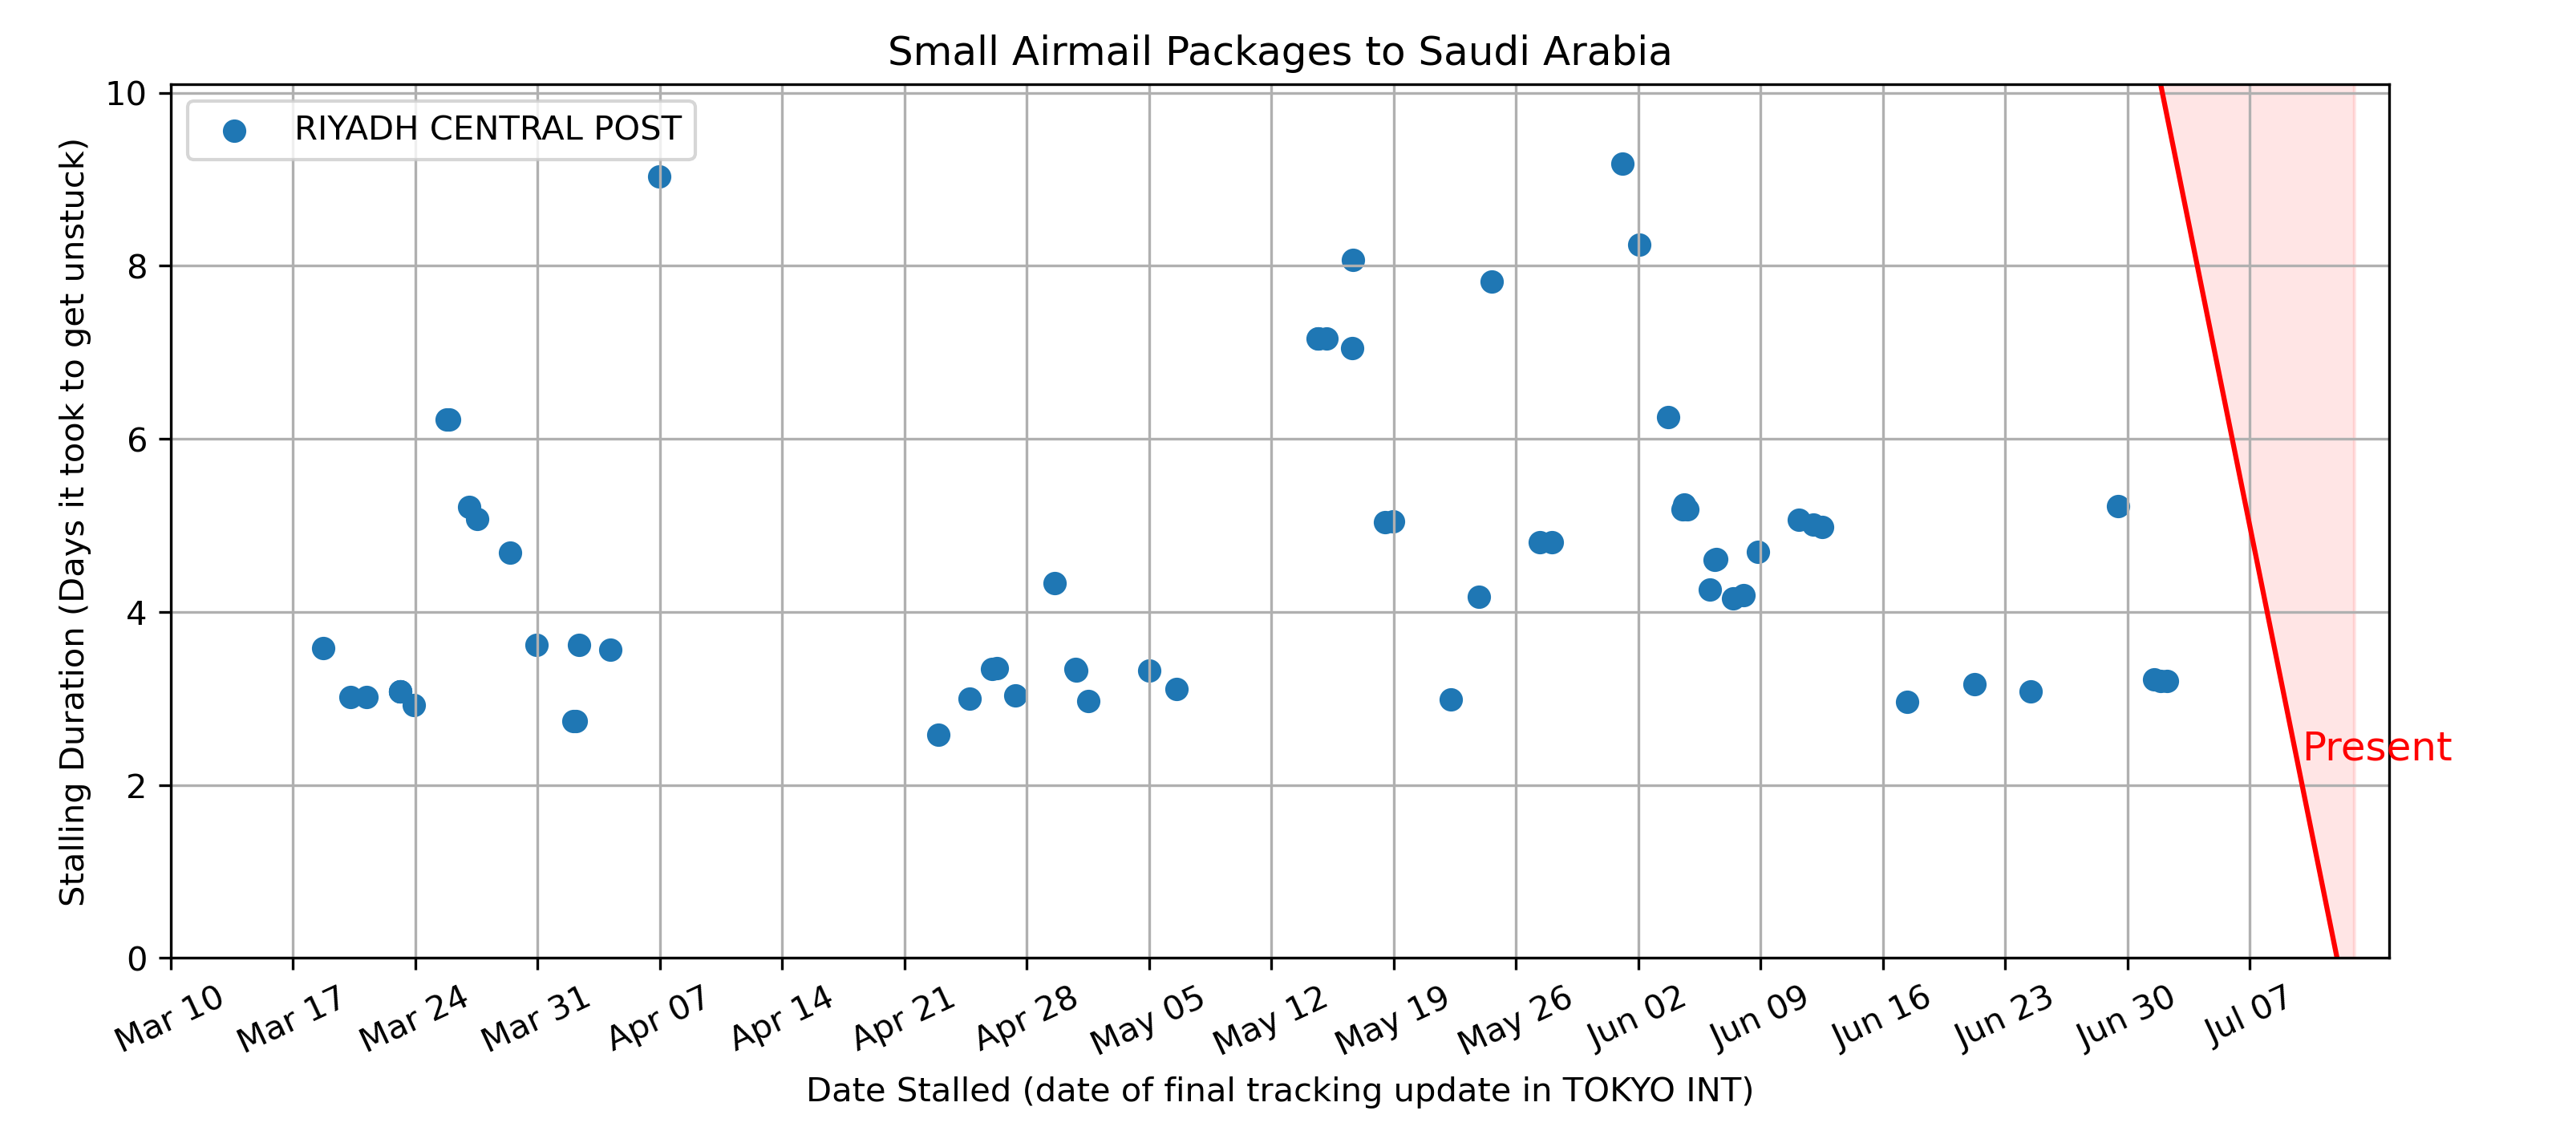 Small Airmail Packages to Saudi Arabia
RIYADH CENTRAL POST
Stalling Duration (Days it took to get unstuck)
10
8
6
4
2
0
Present
Mar 10
Mar 17
Mar 24
Mar 31
Apr 07
Apr 14
Apr 21
Apr 28
May 05
May 12
May 19
May 26
Jun 02
Jun 09
Jun 16
Jun 23
Jun 30
Jul 07
Date Stalled (date of final tracking update in TOKYO INT)